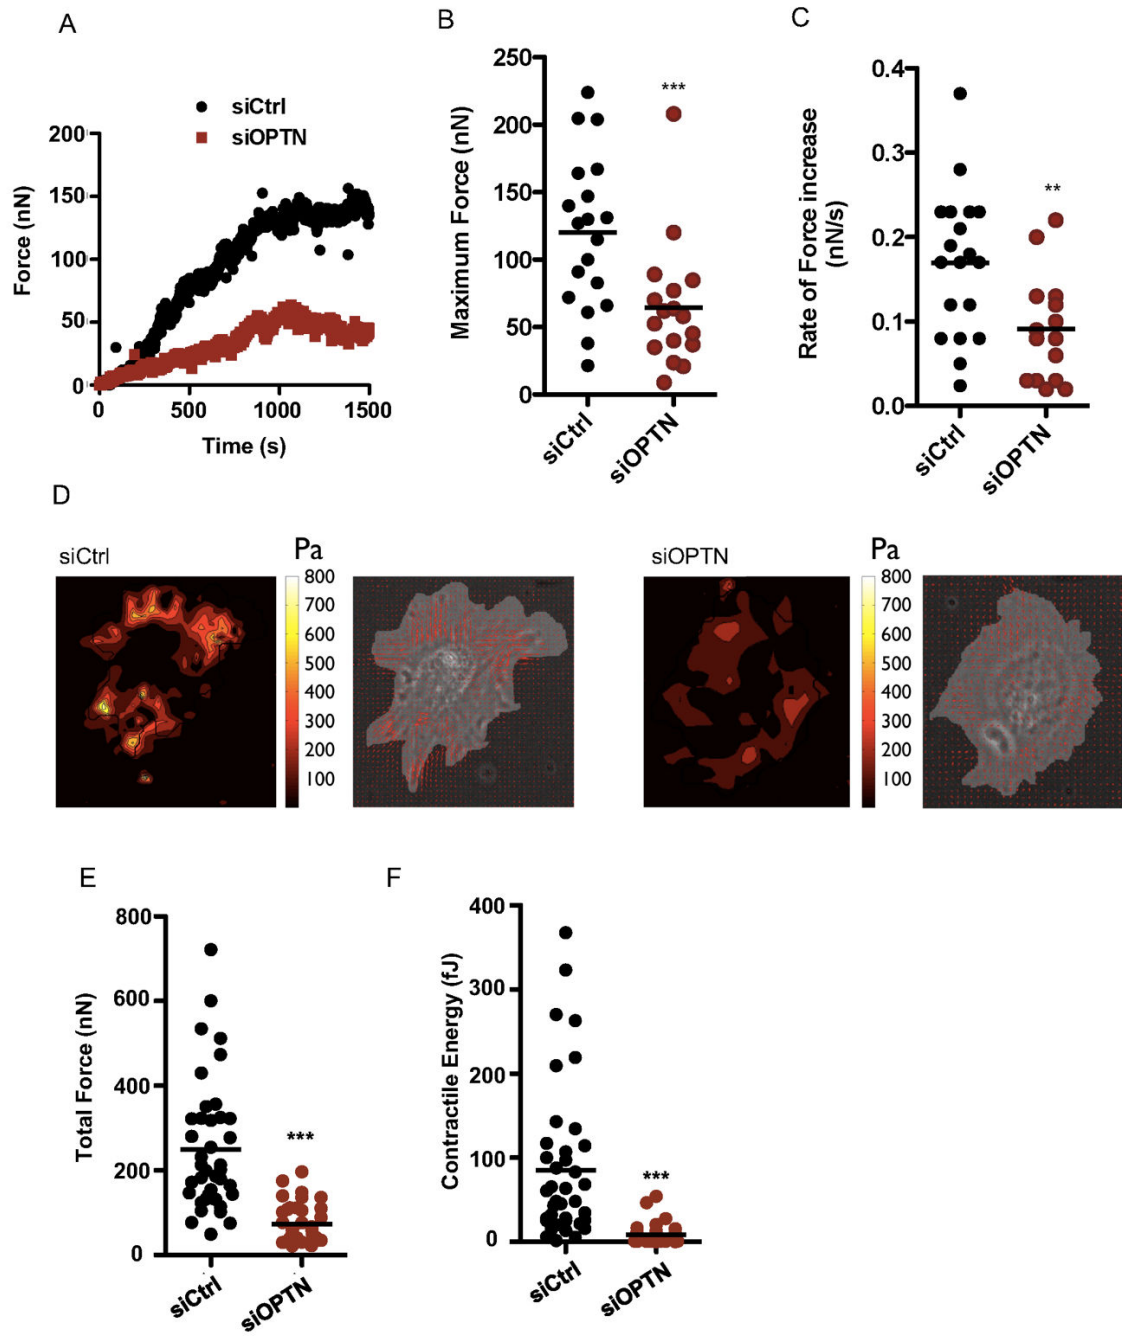 A
siCtrl
siOPTN
Force (nN)
200
150
100
50
0
0
500
1000
1500
Time (s)
B
Maximum Force (nN)
250
200
150
100
50
0
***
siCtrl
siOPTN
C
Rate of Force increase
(nN/s)
0.4
0.3
0.2
0.1
0.0
**
siCtrl
siOPTN
D
siCtrl
Pa
800
700
600
500
400
300
200
100
siOPTN
Pa
800
700
600
500
400
300
200
100
E
Total Force (nN)
800
600
400
200
0
***
siCtrl
siOPTN
F
Contractile Energy (fJ)
400
300
200
100
0
***
siCtrl
siOPTN